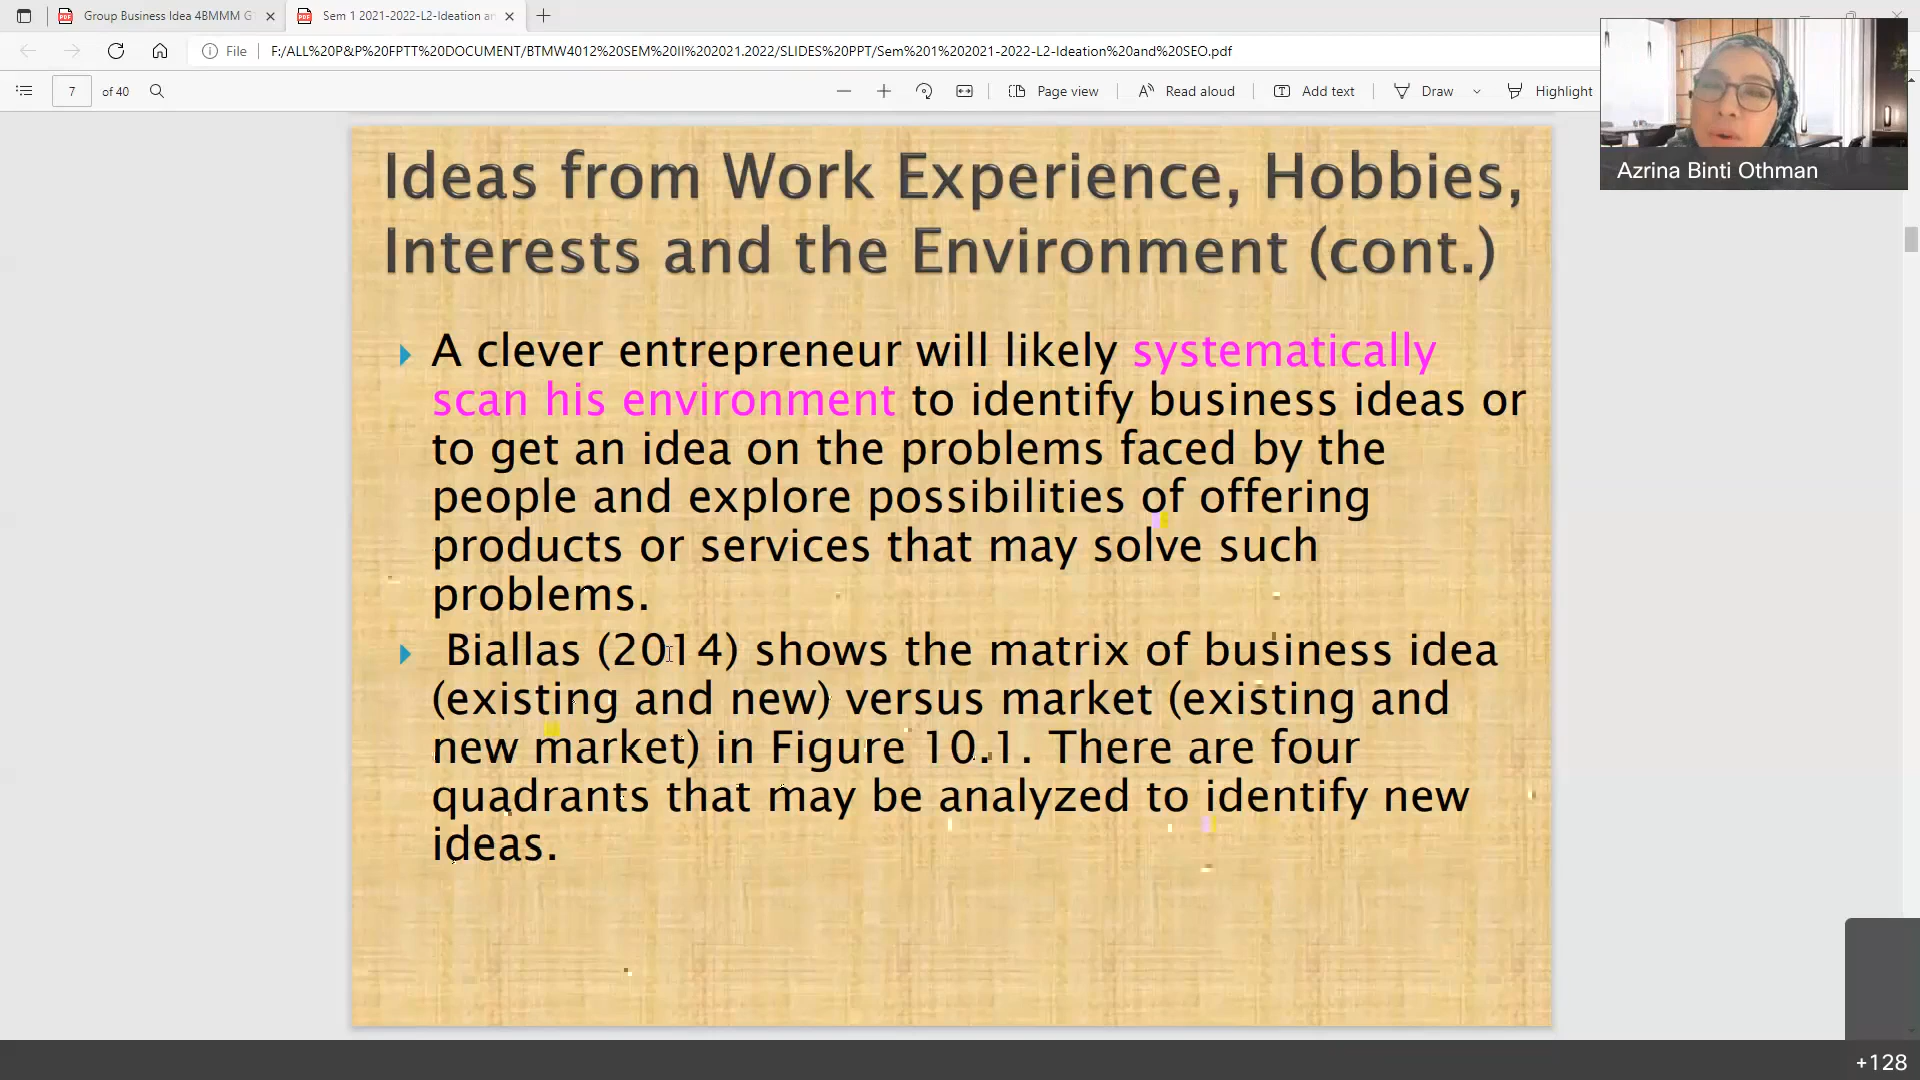 Group Business Idea 4BMMM G
Sem 1 2021-2022-L2-Ideation an
File
F:/ALL%20P&P%20FPTT%20DOCUMENT/BTMW4012%20SEM%20II%202021.2022/SLIDES%20PPT/Sem%201%202021-2022-L2-Ideation%20and%20SEO.pdf
7 of 40
Page view
Read aloud
Add text
Draw
Highlight
Azrina Binti Othman
Ideas from Work Experience, Hobbies,
Interests and the Environment (cont.)
A clever entrepreneur will likely systematically
scan his environment to identify business ideas or
to get an idea on the problems faced by the
people and explore possibilities of offering
products or services that may solve such
problems.
Biallas (2014) shows the matrix of business idea
(existing and new) versus market (existing and
new market) in Figure 10.1. There are four
quadrants that may be analyzed to identify new
ideas.
+128